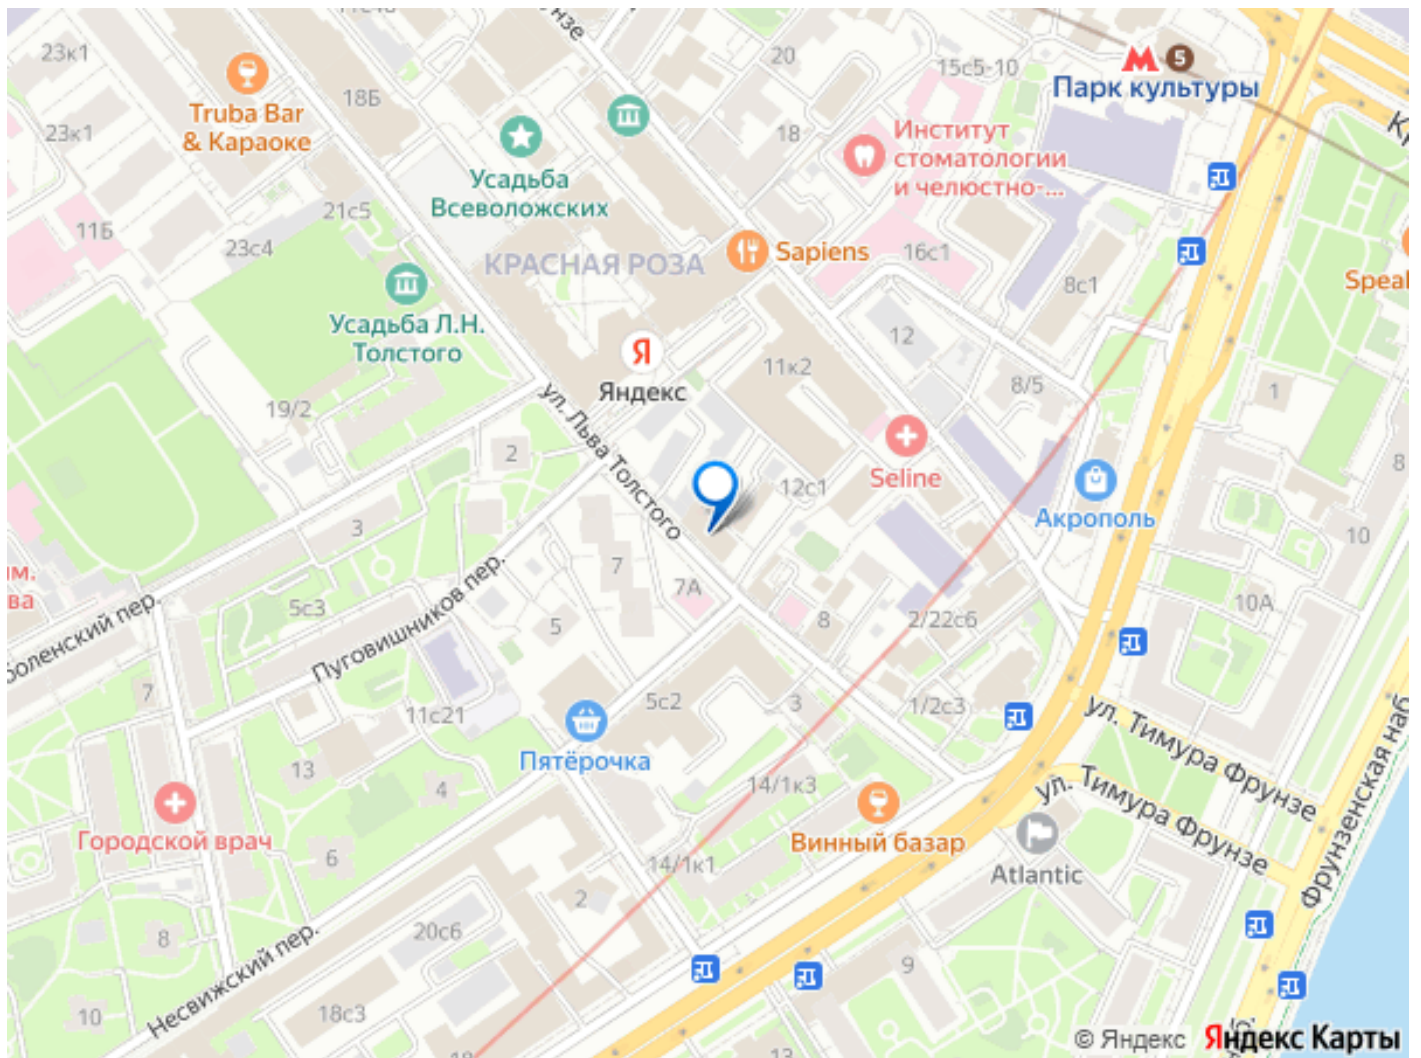 23к1
Truba Bar
& Караоке
18Б
20
15с5-10
М 5
Парк культуры
23к1
18
Институт
стоматологии
и челюстно-...
Усадьба
Всеволожских
21с5
11Б
23с4
КРАСНАЯ РОЗА
Sapiens
16с1
8с1
Speal
Усадьба Л.Н.
Толстого
Я
Яндекс
12
11к2
8/5
1
19/2
ул. Льва Толстого
2
Seline
12с1
Акрополь
8
3
10
7
7А
5с3
5
8
2/22с6
10А
Пуговишников пер.
7
11с21
5с2
3
1/2с3
ул. Тимура Фрунзе
Пятёрочка
13
4
14/1к3
ул. Тимура Фрунзе
Винный базар
Фрунзенская наб
Городской врач
6
14/1к1
Atlantic
2
8
20с6
9
Несвижский пер.
10
18с3
© Яндекс Яндекс Карты